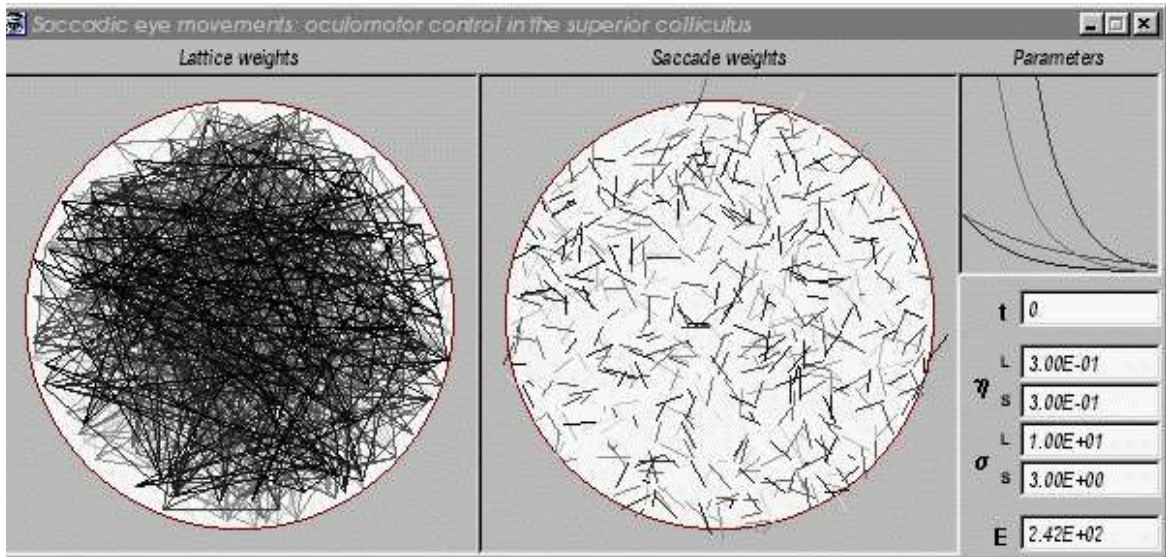 Saccadic eye movements: oculomotor control in the superior colliculus
Lattice weights
Saccade weights
Parameters
t 0
η L 3.00E-01
S 3.00E-01
σ L 1.00E+01
S 3.00E+00
E 2.42E+02